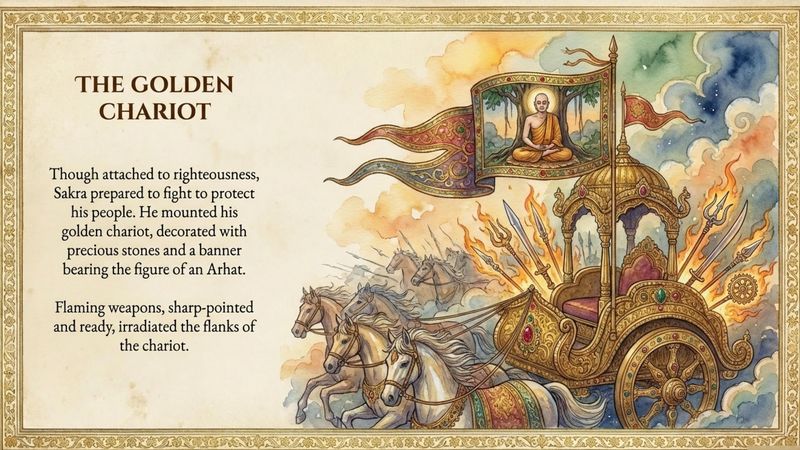 THE GOLDEN
CHARIOT
Though attached to righteousness,
Sakra prepared to fight to protect
his people. He mounted his
golden chariot, decorated with
precious stones and a banner
bearing the figure of an Arhat.
Flaming weapons, sharp-pointed
and ready, irradiated the flanks of
the chariot.